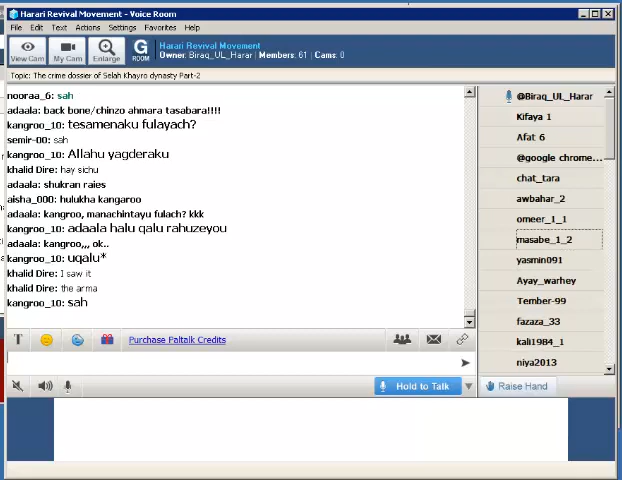 Harari Revival Movement - Voice Room
File Edit Text Actions Settings Favorites Help
View Cam My Cam Enlarge G ROOM
Harari Revival Movement
Owner: Biraq_UL_Harar | Members: 61 | Cams: 0
Topic: The crime dossier of Selah Khayro dynasty Part-2
nooraa_6: sah
adaala: back bone/chinzo ahmara tasabara!!!!
kangroo_10: tesamenaku fulayach?
semir-00: sah
kangroo_10: Allahu yagderaku
khalid Dire: hay sichu
adaala: shukran raies
aisha_000: hulukha kangaroo
adaala: kangroo, manachintayu fulach? kkk
kangroo_10: adaala halu qalu rahuzeyou
adaala: kangroo,,, ok..
kangroo_10: uqalu*
khalid Dire: I saw it
khalid Dire: the arma
kangroo_10: sah
T Purchase Paltalk Credits
Hold to Talk
@Biraq_UL_Harar
Kifaya 1
Afat 6
@google chrome...
chat_tara
awbahar_2
omeer_1_1
masabe_1_2
yasmin091
Ayay_warhey
Tember-99
fazaza_33
kali1984_1
niya2013
Raise Hand